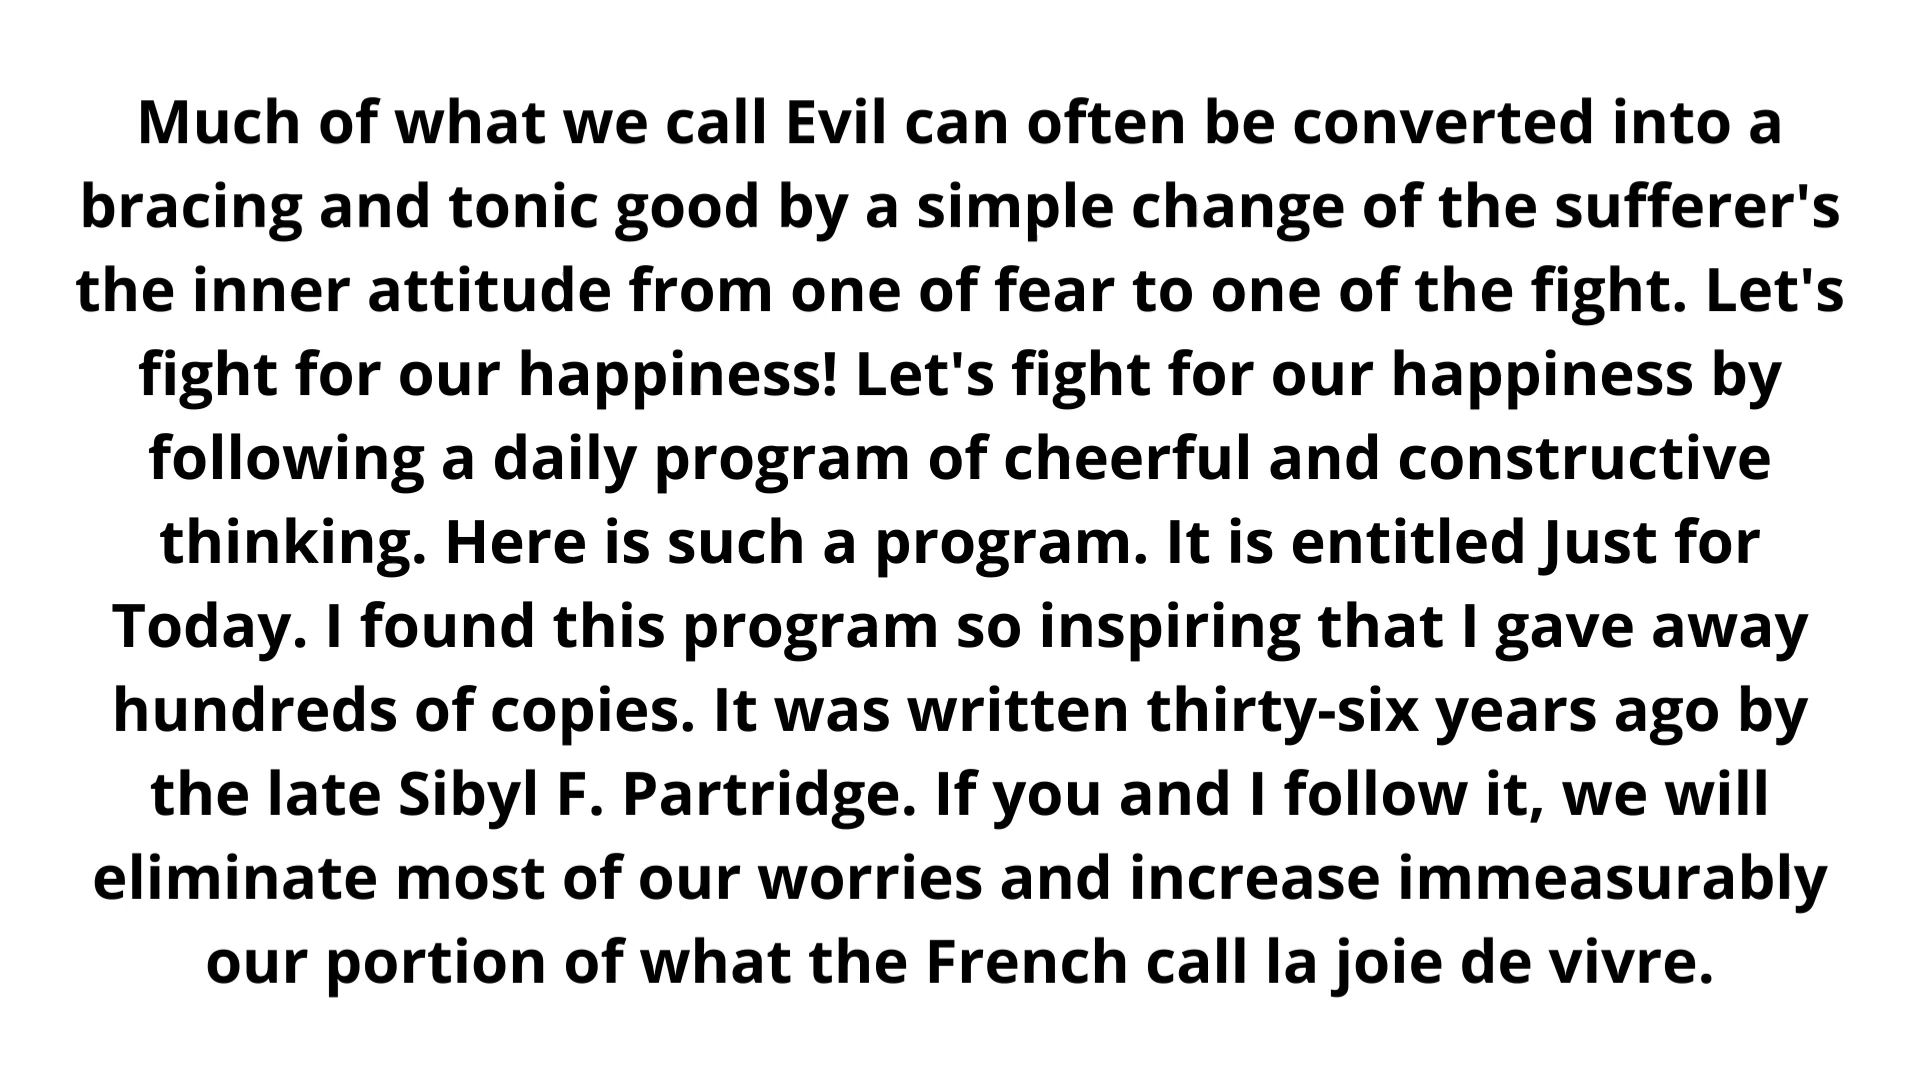 Much of what we call Evil can often be converted into a
bracing and tonic good by a simple change of the sufferer's
the inner attitude from one of fear to one of the fight. Let's
fight for our happiness! Let's fight for our happiness by
following a daily program of cheerful and constructive
thinking. Here is such a program. It is entitled Just for
Today. I found this program so inspiring that I gave away
hundreds of copies. It was written thirty-six years ago by
the late Sibyl F. Partridge. If you and I follow it, we will
eliminate most of our worries and increase immeasurably
our portion of what the French call la joie de vivre.